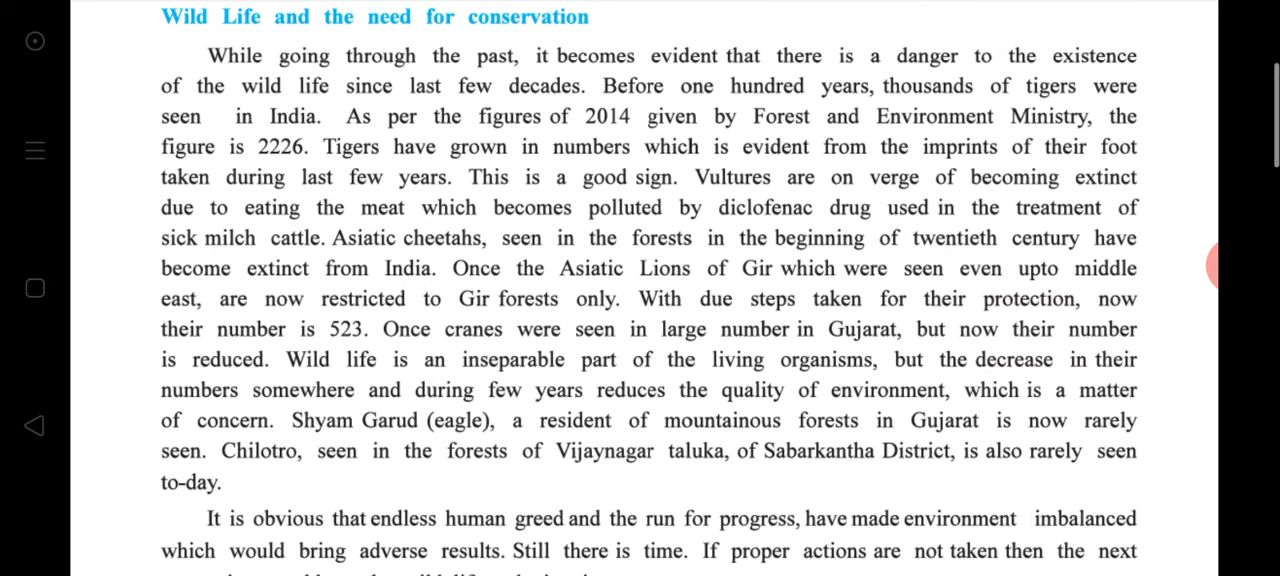 Wild Life and the need for conservation
While going through the past, it becomes evident that there is a danger to the existence
of the wild life since last few decades. Before one hundred years, thousands of tigers were
seen in India. As per the figures of 2014 given by Forest and Environment Ministry, the
figure is 2226. Tigers have grown in numbers which is evident from the imprints of their foot
taken during last few years. This is a good sign. Vultures are on verge of becoming extinct
due to eating the meat which becomes polluted by diclofenac drug used in the treatment of
sick milch cattle. Asiatic cheetahs, seen in the forests in the beginning of twentieth century have
become extinct from India. Once the Asiatic Lions of Gir which were seen even upto middle
east, are now restricted to Gir forests only. With due steps taken for their protection, now
their number is 523. Once cranes were seen in large number in Gujarat, but now their number
is reduced. Wild life is an inseparable part of the living organisms, but the decrease in their
numbers somewhere and during few years reduces the quality of environment, which is a matter
of concern. Shyam Garud (eagle), a resident of mountainous forests in Gujarat is now rarely
seen. Chilotro, seen in the forests of Vijaynagar taluka, of Sabarkantha District, is also rarely seen
to-day.
It is obvious that endless human greed and the run for progress, have made environment imbalanced
which would bring adverse results. Still there is time. If proper actions are not taken then the next